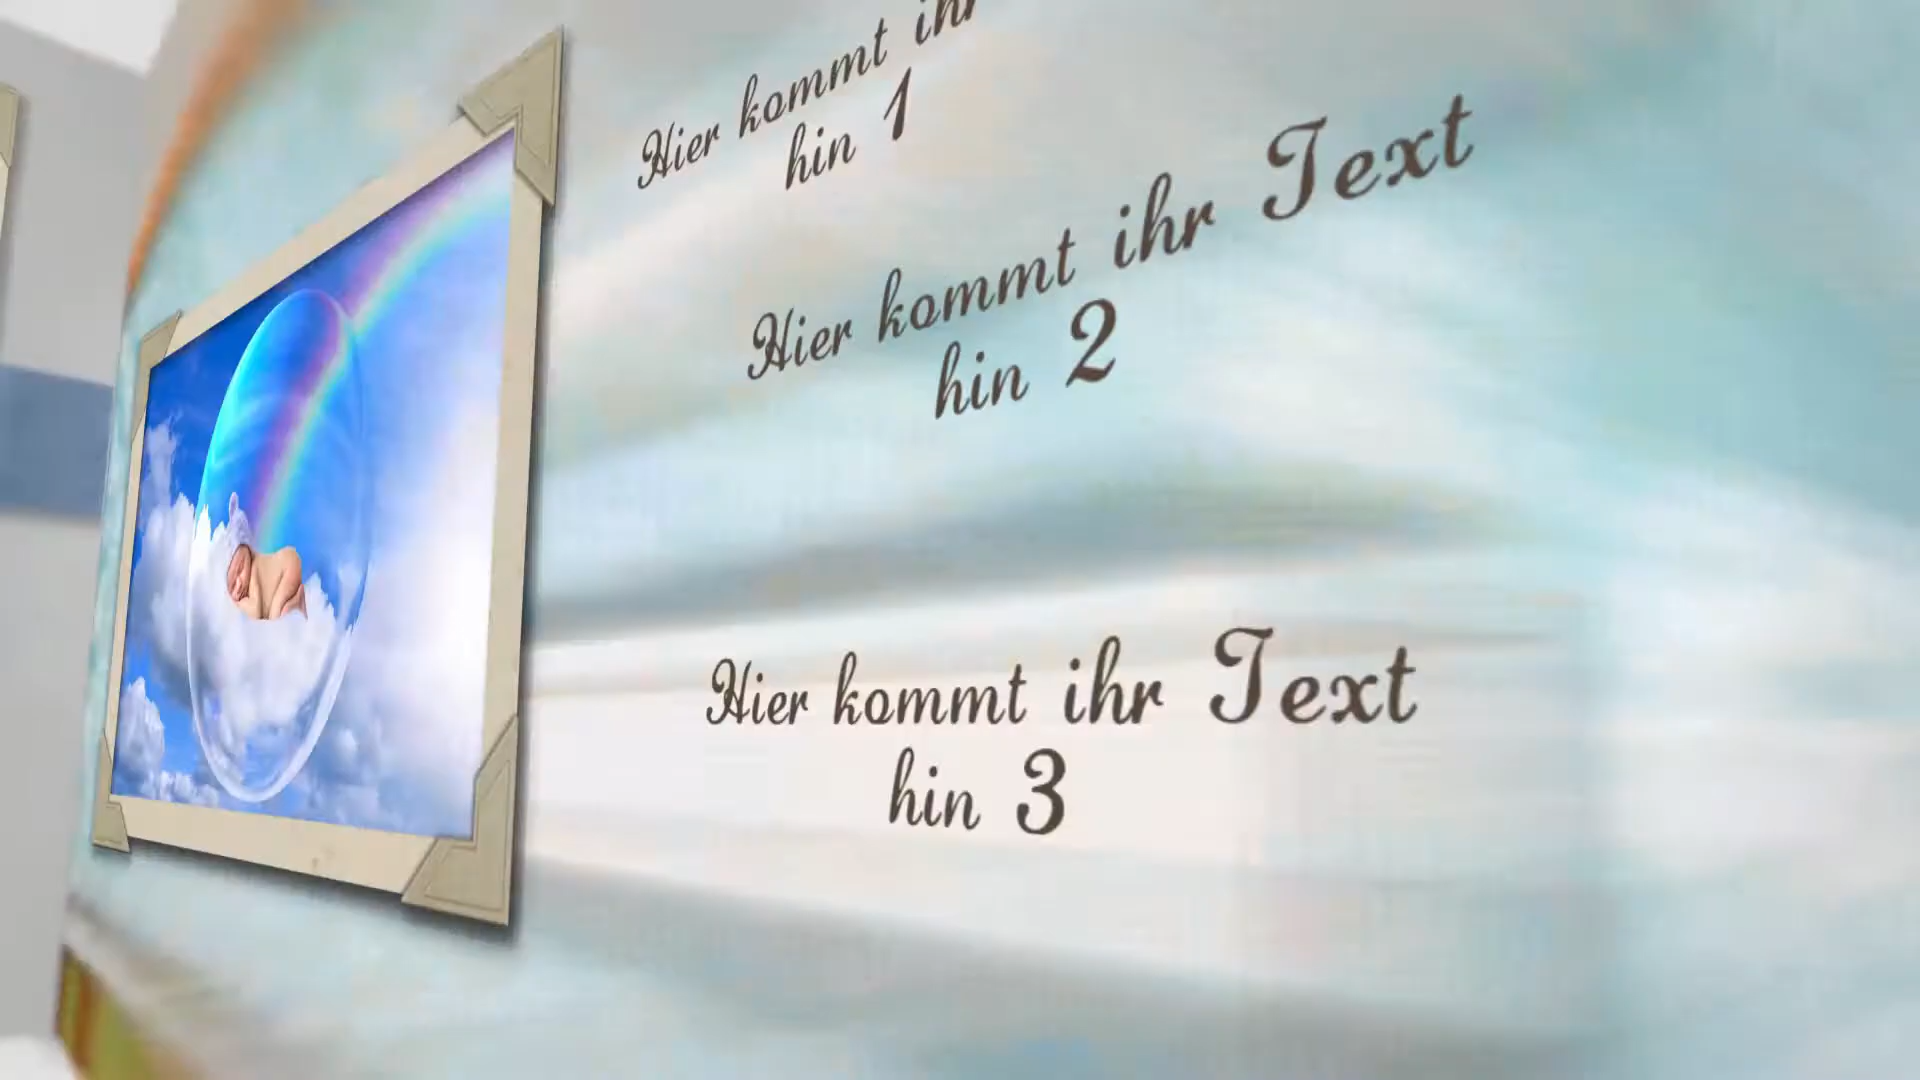 Hier kommt ihr
hin 1
Hier kommt ihr Text
hin 2
Hier kommt ihr Text
hin 3